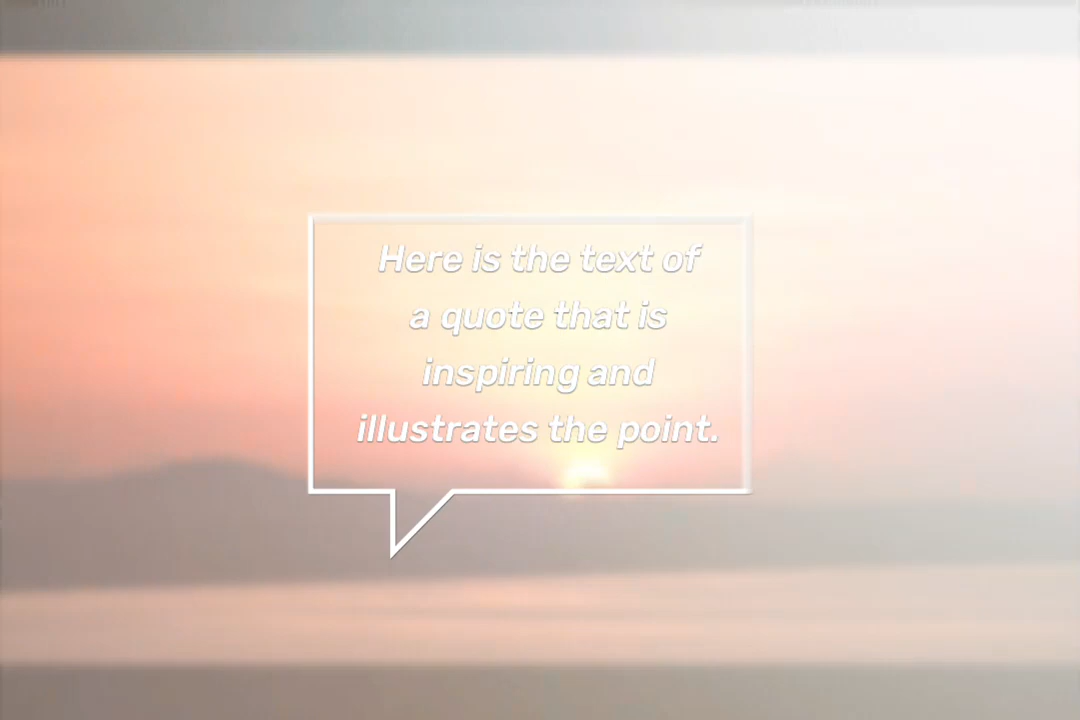 Here is the text of
a quote that is
inspiring and
illustrates the point.